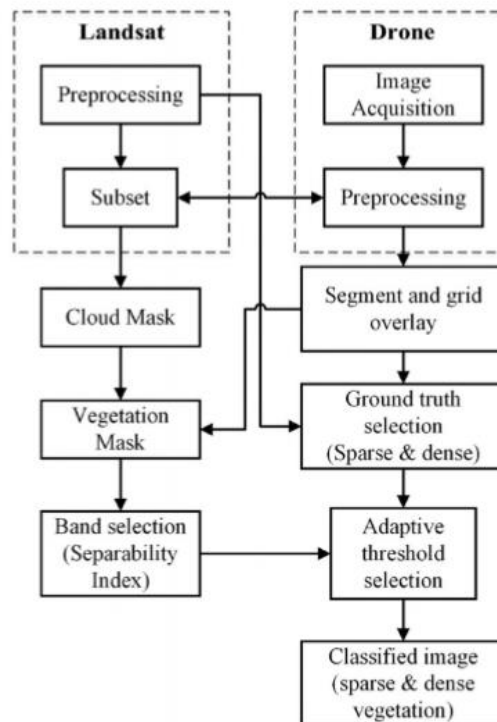 Landsat
Preprocessing
Subset
Cloud Mask
Vegetation
Mask
Band selection
(Separability
Index)
Drone
Image
Acquisition
Preprocessing
Segment and grid
overlay
Ground truth
selection
(Sparse & dense)
Adaptive
threshold
selection
Classified image
(sparse & dense
vegetation)